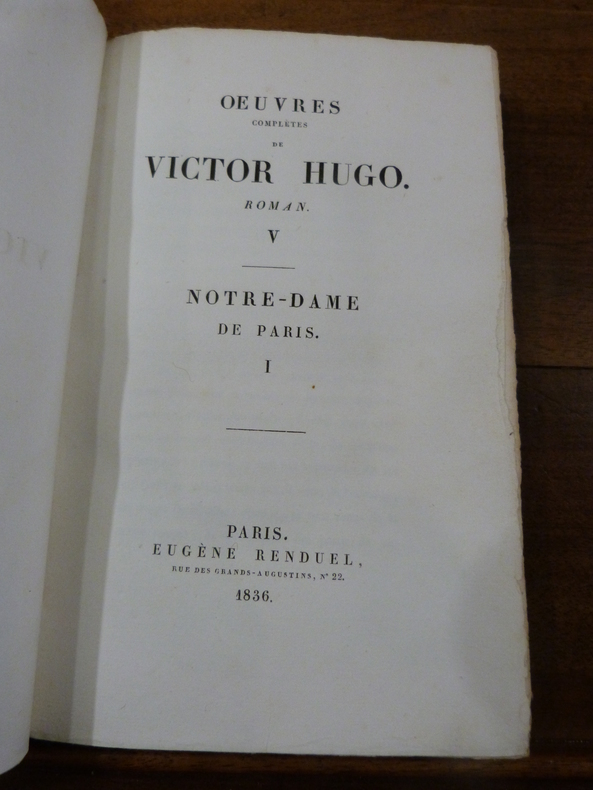 OEUVRES
COMPLÈTES
DE
VICTOR HUGO.
ROMAN.
V
NOTRE-DAME
DE PARIS.
I
PARIS.
EUGÈNE RENDUEL,
RUE DES GRANDS-AUGUSTINS, N° 22.
1836.